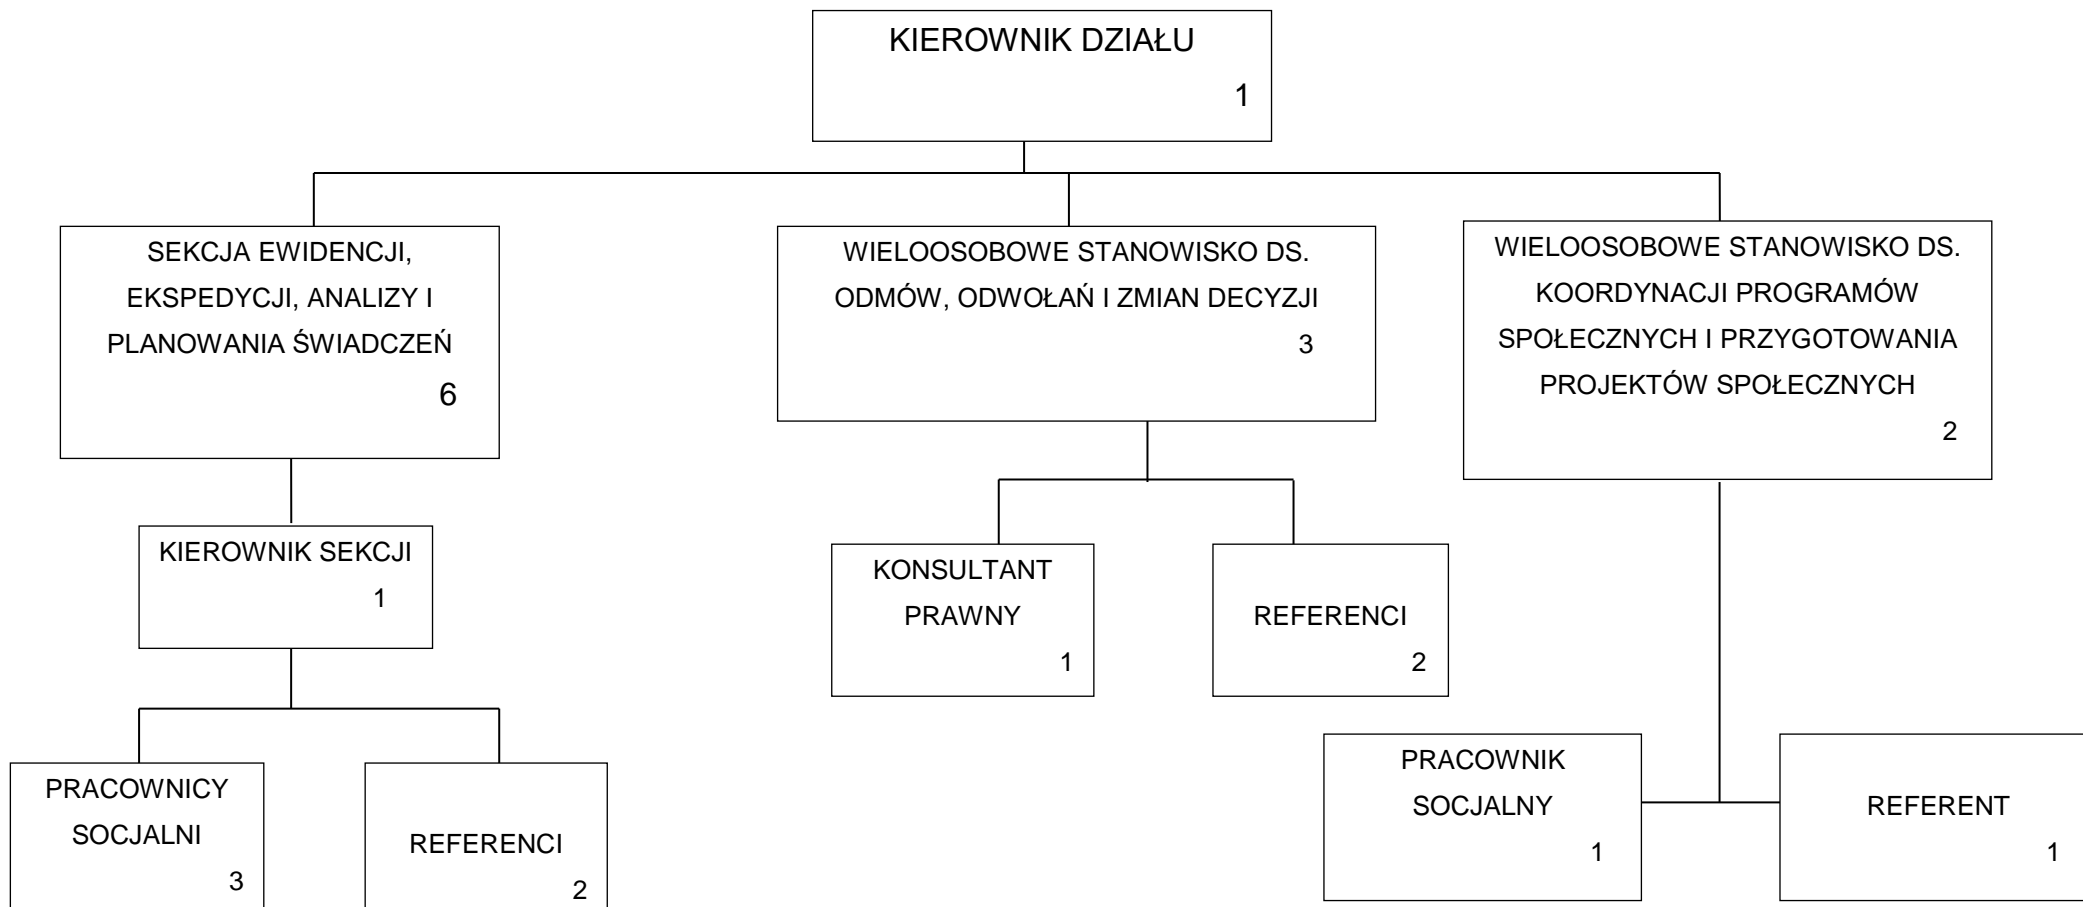 KIEROWNIK DZIAŁU
1
SEKCJA EWIDENCJI,
EKSPEDYCJI, ANALIZY I
PLANOWANIA ŚWIADCZEŃ
6
WIELOOSOBOWE STANOWISKO DS.
ODMÓW, ODWOŁAŃ I ZMIAN DECYZJI
3
WIELOOSOBOWE STANOWISKO DS.
KOORDYNACJI PROGRAMÓW
SPOŁECZNYCH I PRZYGOTOWANIA
PROJEKTÓW SPOŁECZNYCH
2
KIEROWNIK SEKCJI
1
KONSULTANT
PRAWNY
1
REFERENCI
2
PRACOWNICY
SOCJALNI
3
REFERENCI
2
PRACOWNIK
SOCJALNY
1
REFERENT
1